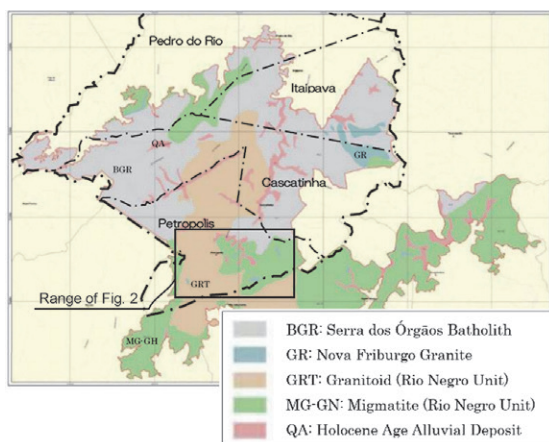 Pedro do Rio
Itaipava
QA
BGR
GR
Cascatinha
Petropolis
Range of Fig. 2
GRT
MG-GH
BGR: Serra dos Órgãos Batholith
GR: Nova Friburgo Granite
GRT: Granitoid (Rio Negro Unit)
MG-GN: Migmatite (Rio Negro Unit)
QA: Holocene Age Alluvial Deposit